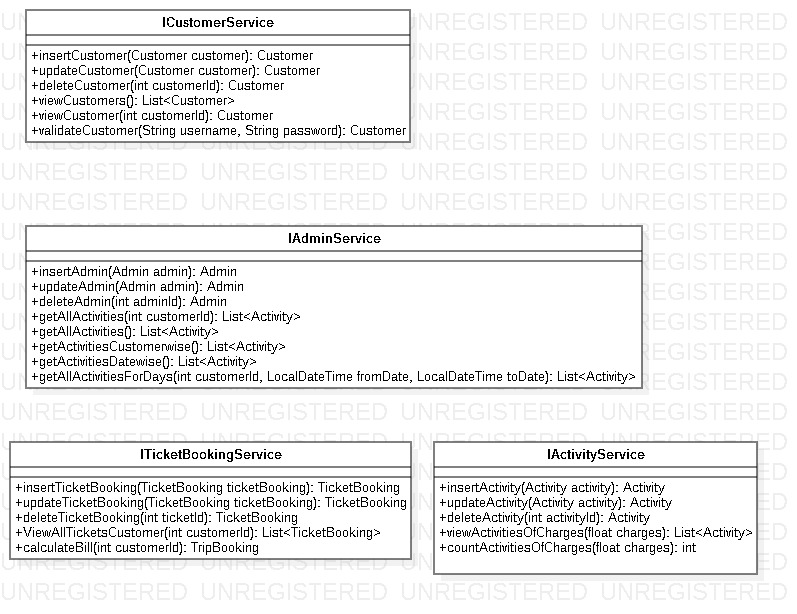 ICustomerService
+insertCustomer(Customer customer): Customer
+updateCustomer(Customer customer): Customer
+deleteCustomer(int customerId): Customer
+viewCustomers(): List<Customer>
+viewCustomer(int customerId): Customer
+validateCustomer(String username, String password): Customer
IAdminService
+insertAdmin(Admin admin): Admin
+updateAdmin(Admin admin): Admin
+deleteAdmin(int adminId): Admin
+getAllActivities(int customerId): List<Activity>
+getAllActivities(): List<Activity>
+getActivitiesCustomerwise(): List<Activity>
+getActivitiesDatewise(): List<Activity>
+getAllActivitiesForDays(int customerId, LocalDateTime fromDate, LocalDateTime toDate): List<Activity>
ITicketBookingService
+insertTicketBooking(TicketBooking ticketBooking): TicketBooking
+updateTicketBooking(TicketBooking ticketBooking): TicketBooking
+deleteTicketBooking(int ticketId): TicketBooking
+ViewAllTicketsCustomer(int customerId): List<TicketBooking>
+calculateBill(int customerId): TripBooking
IActivityService
+insertActivity(Activity activity): Activity
+updateActivity(Activity activity): Activity
+deleteActivity(int activityId): Activity
+viewActivitiesOfCharges(float charges): List<Activity>
+countActivitiesOfCharges(float charges): int
UNREGISTERED UNREGISTERED UNREGISTERED UNREGISTERED